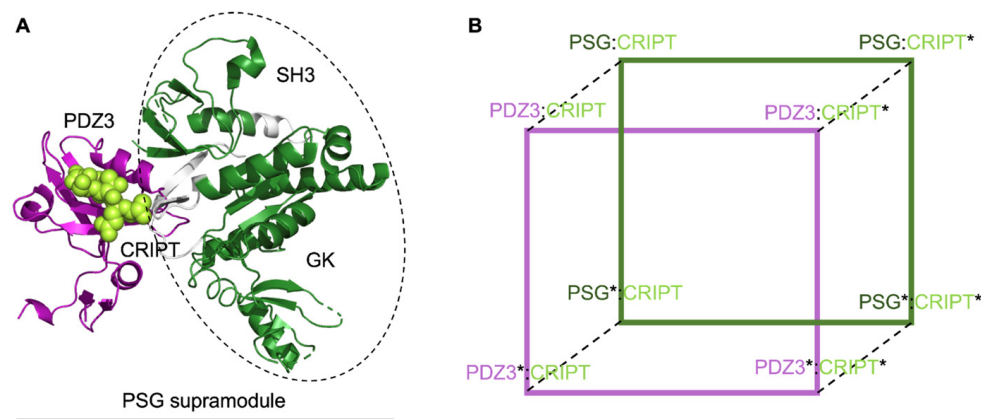 A
SH3
PDZ3
CRIPT
GK
PSG supramodule
B
PSG:CRIPT
PSG:CRIPT*
PDZ3:CRIPT
PDZ3:CRIPT*
PSG*:CRIPT
PSG*:CRIPT*
PDZ3*:CRIPT
PDZ3*:CRIPT*